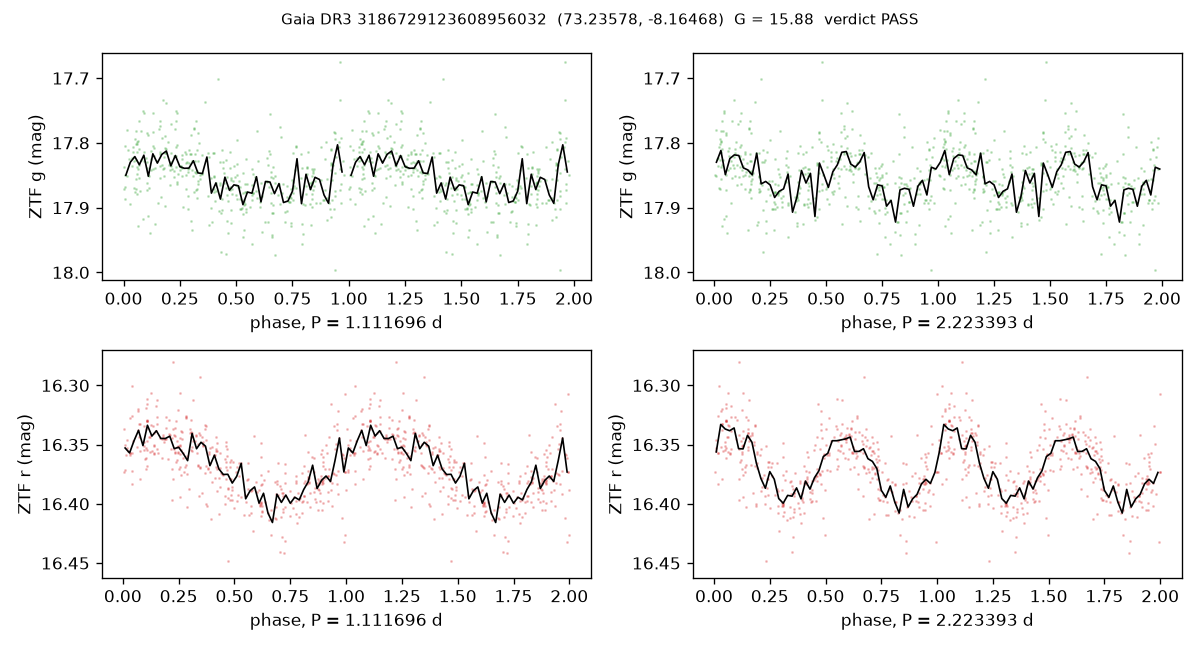 Gaia DR3 3186729123608956032  (73.23578, -8.16468)  G = 15.88  verdict PASS
ZTF g (mag)
17.7
17.8
17.9
18.0
0.00 0.25 0.50 0.75 1.00 1.25 1.50 1.75 2.00
phase, P = 1.111696 d
ZTF g (mag)
17.7
17.8
17.9
18.0
0.00 0.25 0.50 0.75 1.00 1.25 1.50 1.75 2.00
phase, P = 2.223393 d
ZTF r (mag)
16.30
16.35
16.40
16.45
0.00 0.25 0.50 0.75 1.00 1.25 1.50 1.75 2.00
phase, P = 1.111696 d
ZTF r (mag)
16.30
16.35
16.40
16.45
0.00 0.25 0.50 0.75 1.00 1.25 1.50 1.75 2.00
phase, P = 2.223393 d